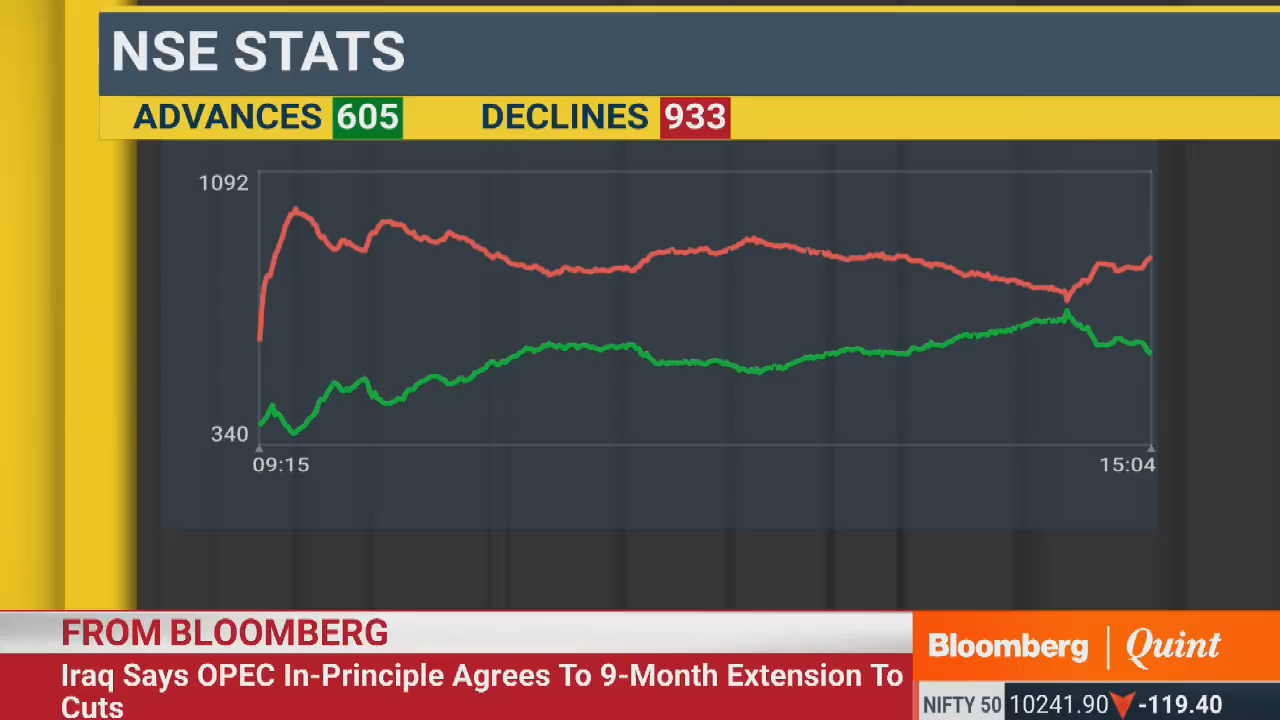 NSE STATS
ADVANCES 605 DECLINES 933
1092
340
09:15 15:04
FROM BLOOMBERG
Iraq Says OPEC In-Principle Agrees To 9-Month Extension To
Cuts
Bloomberg | Quint
NIFTY 50 10241.90 -119.40